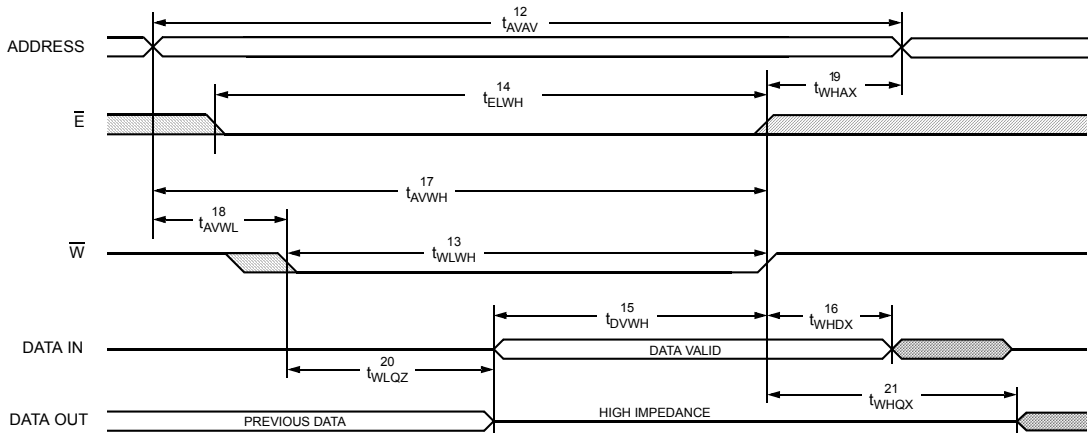 12
tAVAV
ADDRESS
14
tELWH
19
tWHAX
E
17
tAVWH
18
tAVWL
W
13
tWLWH
15
tDVWH
16
tWHDX
DATA IN
DATA VALID
20
tWLQZ
21
tWHQX
DATA OUT
PREVIOUS DATA
HIGH IMPEDANCE